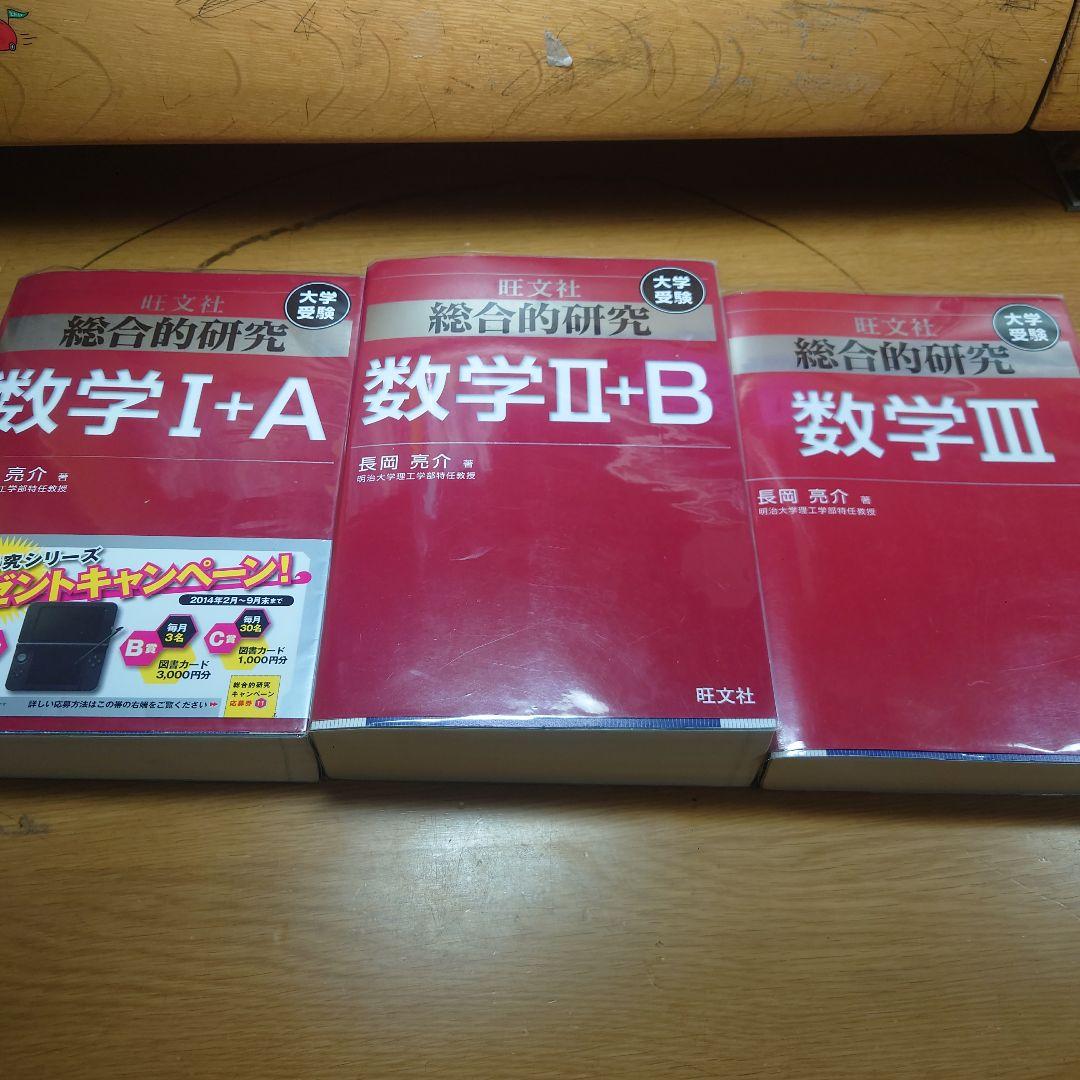 旺文社
総合的研究
大学
受験
数学I+A
亮介 著
工学部特任教授
究シリーズ
ゼントキャンペーン!
2014年2月~9月末まで
B賞
毎月
3名
図書カード
3,000円分
C賞
毎月
30名
図書カード
1,000円分
総合的研究
キャンペーン
応募券 11
詳しい応募方法はこの帯の右端をご覧ください
旺文社
総合的研究
大学
受験
数学II+B
長岡 亮介 著
明治大学理工学部特任教授
旺文社
旺文社
総合的研究
大学
受験
数学III
長岡 亮介 著
明治大学理工学部特任教授